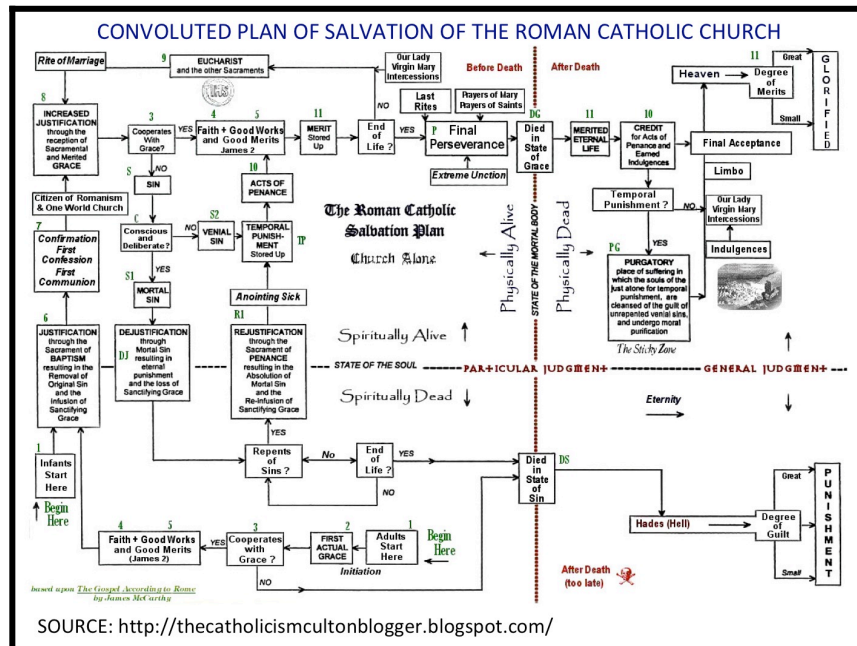 CONVOLUTED PLAN OF SALVATION OF THE ROMAN CATHOLIC CHURCH
Rite of Marriage
9
EUCHARIST
and the other Sacraments
IHS
Our Lady
Virgin Mary
Intercessions
Before Death
After Death
8
INCREASED
JUSTIFICATION
through the
reception of
Sacramental
and Merited
GRACE
3
Cooperates
With
Grace?
YES
NO
4 5
Faith + Good Works
and Good Merits
James 2
11
MERIT
Stored
Up
NO
End
of
Life ?
YES
Last
Rites
Prayers of Mary
Prayers of Saints
P
Final
Perseverance
Extreme Unction
DG
Died
in
State
of
Grace
11
MERITED
ETERNAL
LIFE
10
CREDIT
for Acts of
Penance and
Earned
Indulgences
Heaven
11
Degree
of
Merits
Great
Small
GLORIFIED
Final Acceptance
Limbo
Temporal
Punishment ?
NO
YES
Our Lady
Virgin Mary
Intercessions
Indulgences
S
SIN
10
ACTS OF
PENANCE
Citizen of Romanism
& One World Church
C
Conscious
and
Deliberate?
NO
YES
S2
VENIAL
SIN
TEMPORAL
PUNISH-
MENT
Stored Up
TP
7
Confirmation
First
Confession
First
Communion
S1
MORTAL
SIN
Anointing Sick
The Roman Catholic
Salvation Plan
Church Alone
Physically Alive
STATE OF THE MORTAL BODY
Physically Dead
PG
PURGATORY
place of suffering in
which the souls of the
just alone for temporal
punishment, are
cleansed of the guilt of
unrepented venial sins,
and undergo moral
purification
The Stichy Zone
6
JUSTIFICATION
through the
Sacrament of
BAPTISM
resulting in the
Removal of
Original Sin
and the
Infusion of
Sanctifying
Grace
DJ
DEJUSTIFICATION
through
Mortal Sin
resulting in
eternal
punishment
and the loss of
Sanctifying Grace
R1
REJUSTIFICATION
through the
Sacrament
of PENANCE
resulting in the
Absolution of
Mortal Sin
and the
Re-Infusion of
Sanctifying Grace
Spiritually Alive
STATE OF THE SOUL
Spiritually Dead
PARTICULAR JUDGMENT
GENERAL JUDGMENT
Eternity
1
Infants
Start
Here
Begin
Here
YES
Repents
of
Sins ?
No
End
of
Life ?
YES
NO
Died
in
State
of
Sin
DS
Hades (Hell)
Degree
of
Guilt
Great
Small
PUNISHMENT
4 5
Faith + Good Works
and Good Merits
(James 2)
YES
3
Cooperates
with
Grace ?
NO
2
FIRST
ACTUAL
GRACE
1
Adults
Start
Here
Begin
Here
Initiation
After Death
(too late)
based upon The Gospel According to Rome
by James McCarthy
SOURCE: http://thecatholicismcultonblogger.blogspot.com/